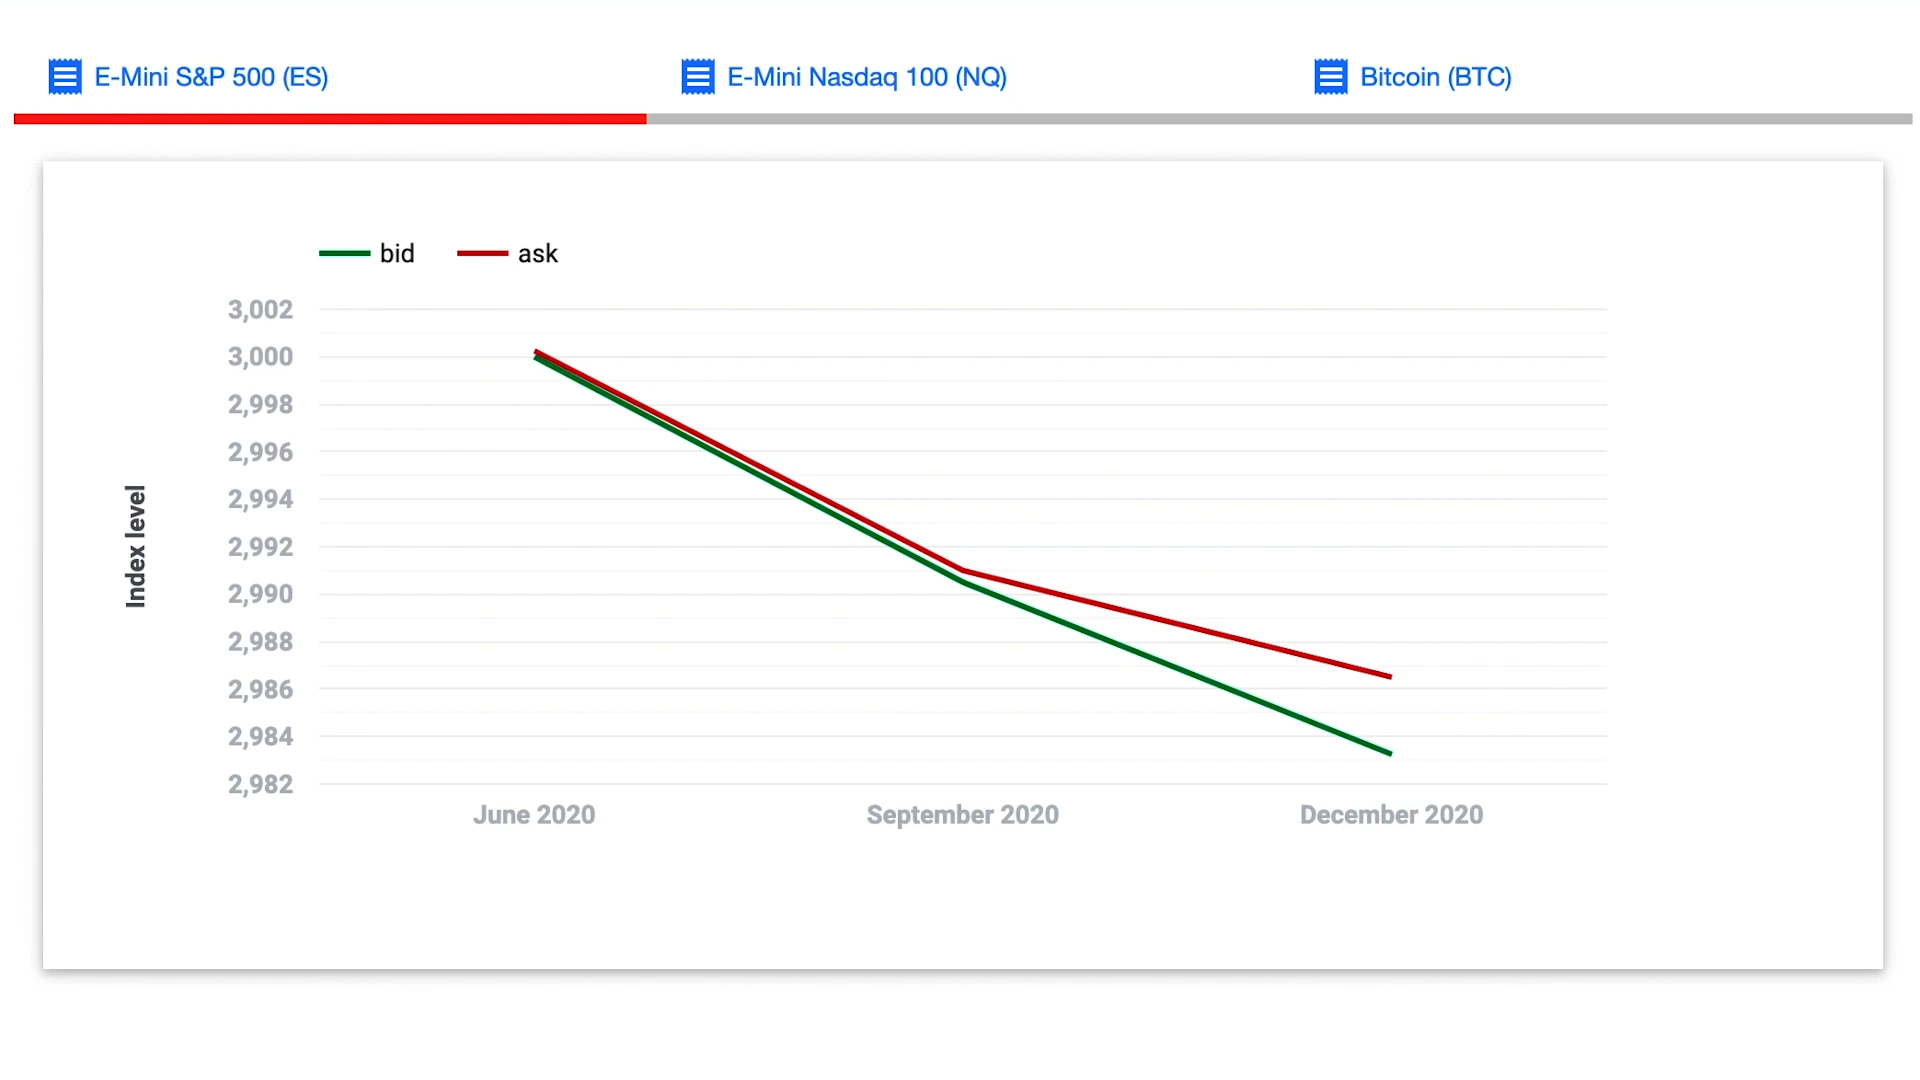 E-Mini S&P 500 (ES)
E-Mini Nasdaq 100 (NQ)
Bitcoin (BTC)
bid
ask
3,002
3,000
2,998
2,996
2,994
2,992
2,990
2,988
2,986
2,984
2,982
Index level
June 2020
September 2020
December 2020